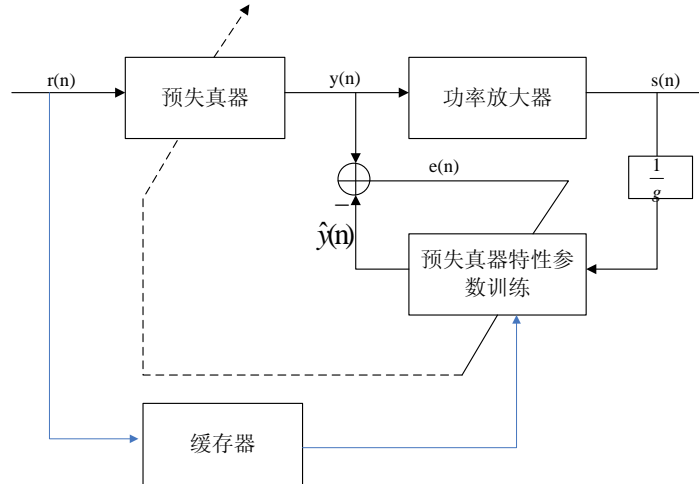 r(n)
预失真器
y(n)
功率放大器
s(n)
e(n)
1
g
−
ŷ(n)
预失真器特性参
数训练
缓存器